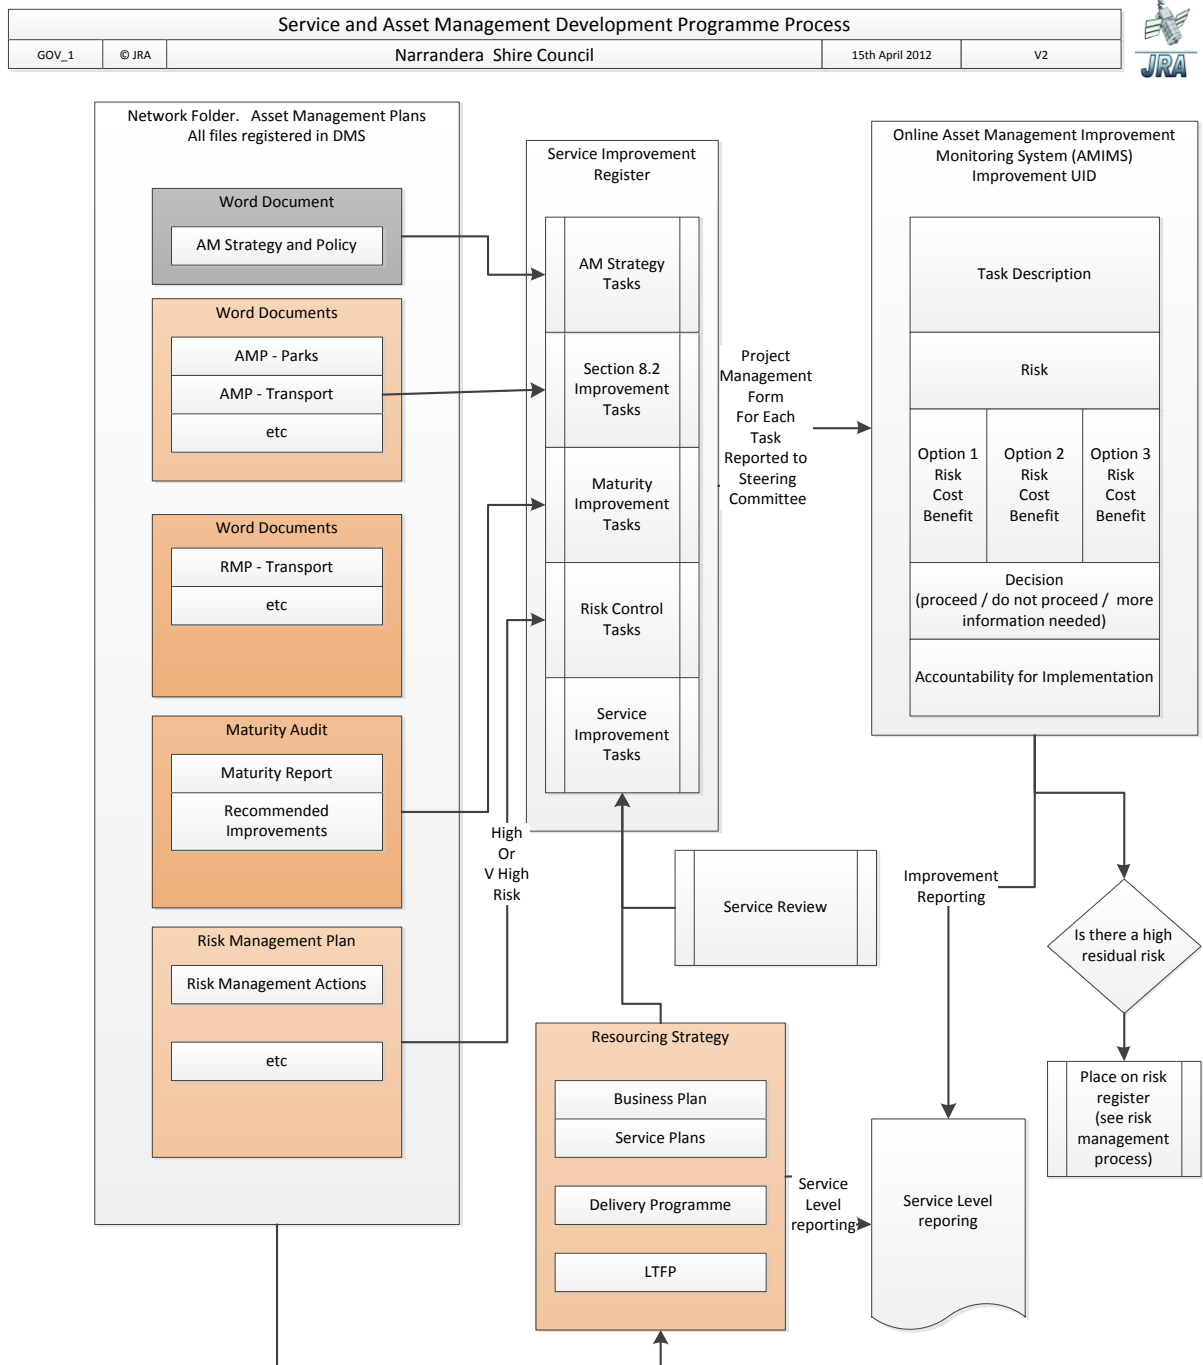 Service and Asset Management Development Programme Process
GOV_1
© JRA
Narrandera Shire Council
15th April 2012
V2
JRA
Network Folder. Asset Management Plans
All files registered in DMS
Word Document
AM Strategy and Policy
Word Documents
AMP - Parks
AMP - Transport
etc
Word Documents
RMP - Transport
etc
Maturity Audit
Maturity Report
Recommended
Improvements
Risk Management Plan
Risk Management Actions
etc
High
Or
V High
Risk
Service Improvement
Register
AM Strategy
Tasks
Section 8.2
Improvement
Tasks
Maturity
Improvement
Tasks
Risk Control
Tasks
Service
Improvement
Tasks
Project
Management
Form
For Each
Task
Reported to
Steering
Committee
Online Asset Management Improvement
Monitoring System (AMIMS)
Improvement UID
Task Description
Risk
Option 1
Risk
Cost
Benefit
Option 2
Risk
Cost
Benefit
Option 3
Risk
Cost
Benefit
Decision
(proceed / do not proceed / more
information needed)
Accountability for Implementation
Service Review
Improvement
Reporting
Is there a high
residual risk
Place on risk
register
(see risk
management
process)
Resourcing Strategy
Business Plan
Service Plans
Delivery Programme
LTFP
Service
Level
reporting
Service Level
reporing